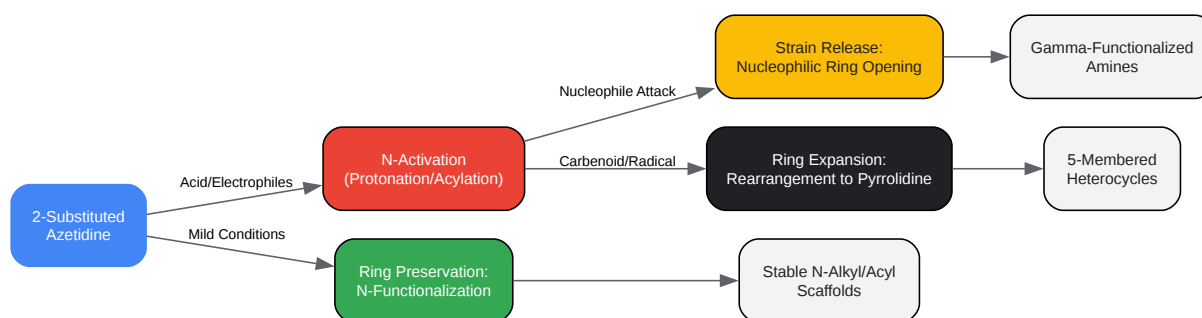 Strain Release:
Nucleophilic Ring Opening
Gamma-Functionalized
Amines
Nucleophile Attack
N-Activation
(Protonation/Acylation)
Carbenoid/Radical
Ring Expansion:
Rearrangement to Pyrrolidine
5-Membered
Heterocycles
Acid/Electrophiles
2-Substituted
Azetidine
Mild Conditions
Ring Preservation:
N-Functionalization
Stable N-Alkyl/Acyl
Scaffolds